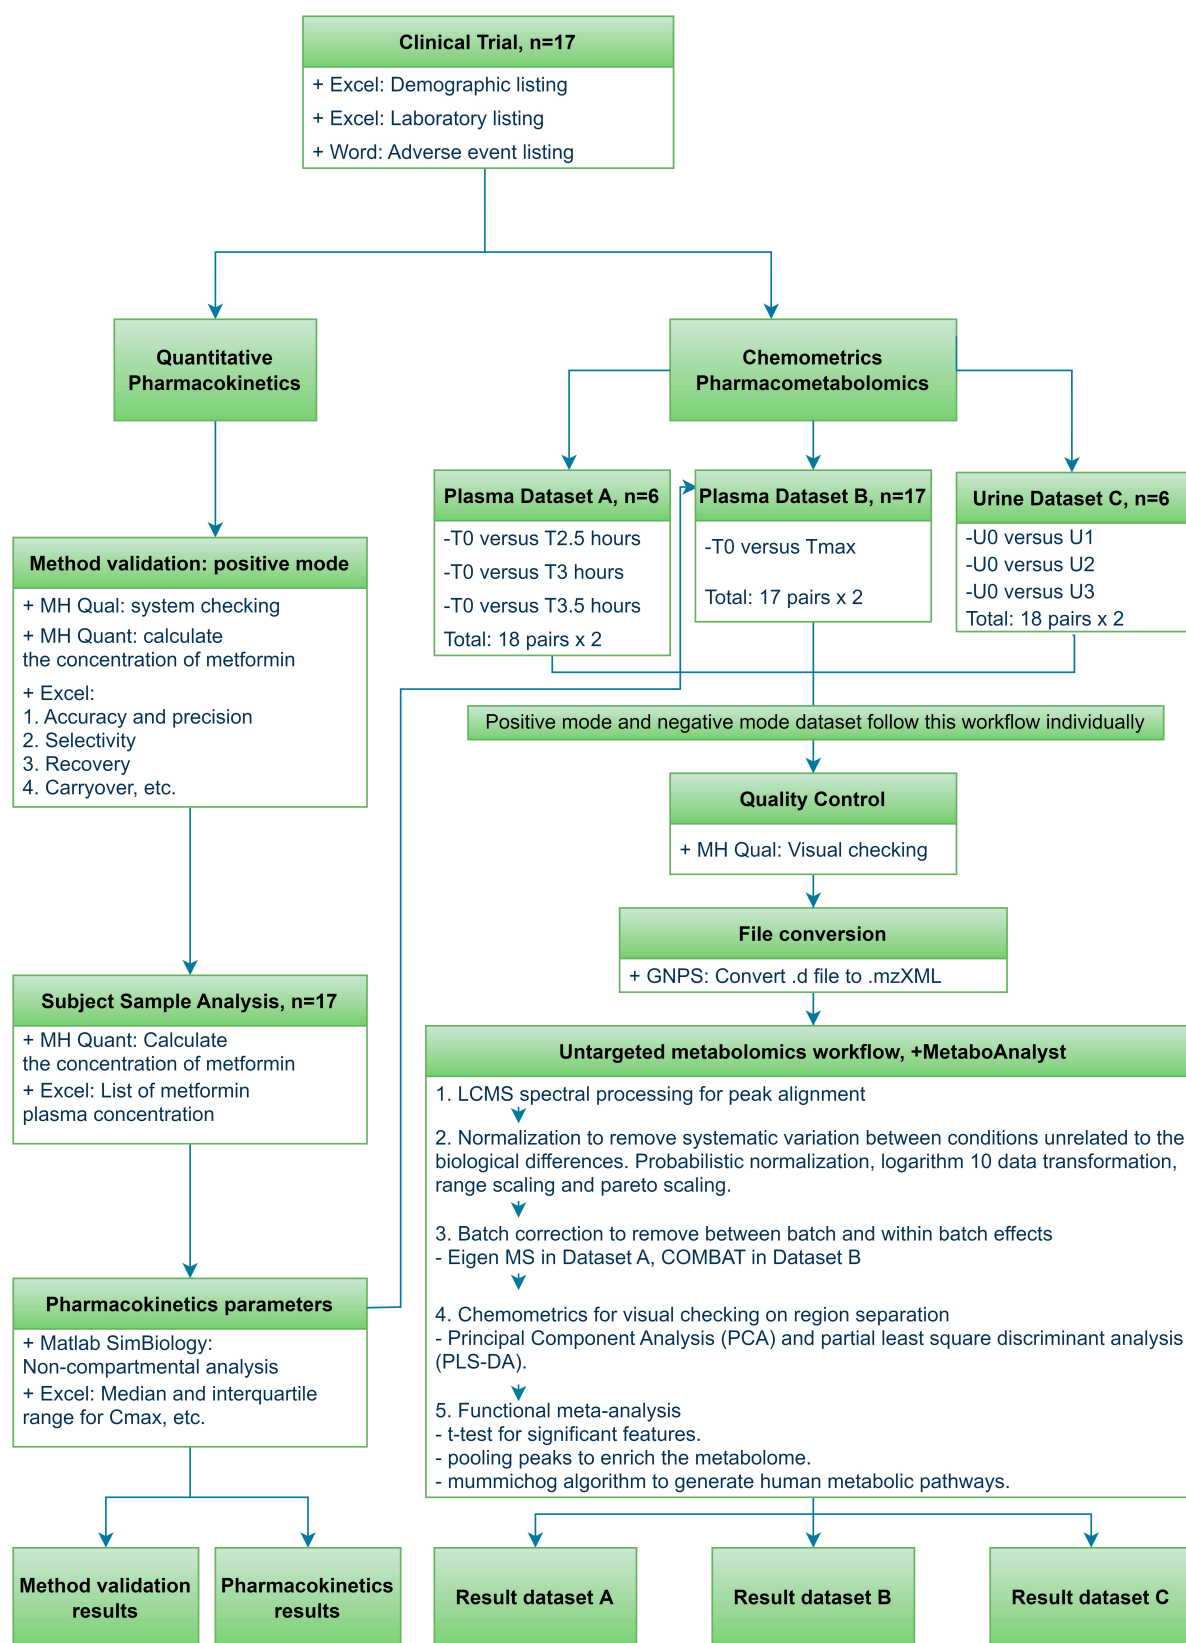 Clinical Trial, n=17
+ Excel: Demographic listing
+ Excel: Laboratory listing
+ Word: Adverse event listing
Quantitative
Pharmacokinetics
Chemometrics
Pharmacometabolomics
Method validation: positive mode
+ MH Qual: system checking
+ MH Quant: calculate
the concentration of metformin
+ Excel:
1. Accuracy and precision
2. Selectivity
3. Recovery
4. Carryover, etc.
Subject Sample Analysis, n=17
+ MH Quant: Calculate
the concentration of metformin
+ Excel: List of metformin
plasma concentration
Pharmacokinetics parameters
+ Matlab SimBiology:
Non-compartmental analysis
+ Excel: Median and interquartile
range for Cmax, etc.
Method validation
results
Pharmacokinetics
results
Plasma Dataset A, n=6
-T0 versus T2.5 hours
-T0 versus T3 hours
-T0 versus T3.5 hours
Total: 18 pairs x 2
Plasma Dataset B, n=17
-T0 versus Tmax
Total: 17 pairs x 2
Urine Dataset C, n=6
-U0 versus U1
-U0 versus U2
-U0 versus U3
Total: 18 pairs x 2
Positive mode and negative mode dataset follow this workflow individually
Quality Control
+ MH Qual: Visual checking
File conversion
+ GNPS: Convert .d file to .mzXML
Untargeted metabolomics workflow, +MetaboAnalyst
1. LCMS spectral processing for peak alignment
2. Normalization to remove systematic variation between conditions unrelated to the
biological differences. Probabilistic normalization, logarithm 10 data transformation,
range scaling and pareto scaling.
3. Batch correction to remove between batch and within batch effects
- Eigen MS in Dataset A, COMBAT in Dataset B
4. Chemometrics for visual checking on region separation
- Principal Component Analysis (PCA) and partial least square discriminant analysis
(PLS-DA).
5. Functional meta-analysis
- t-test for significant features.
- pooling peaks to enrich the metabolome.
- mummichog algorithm to generate human metabolic pathways.
Result dataset A
Result dataset B
Result dataset C